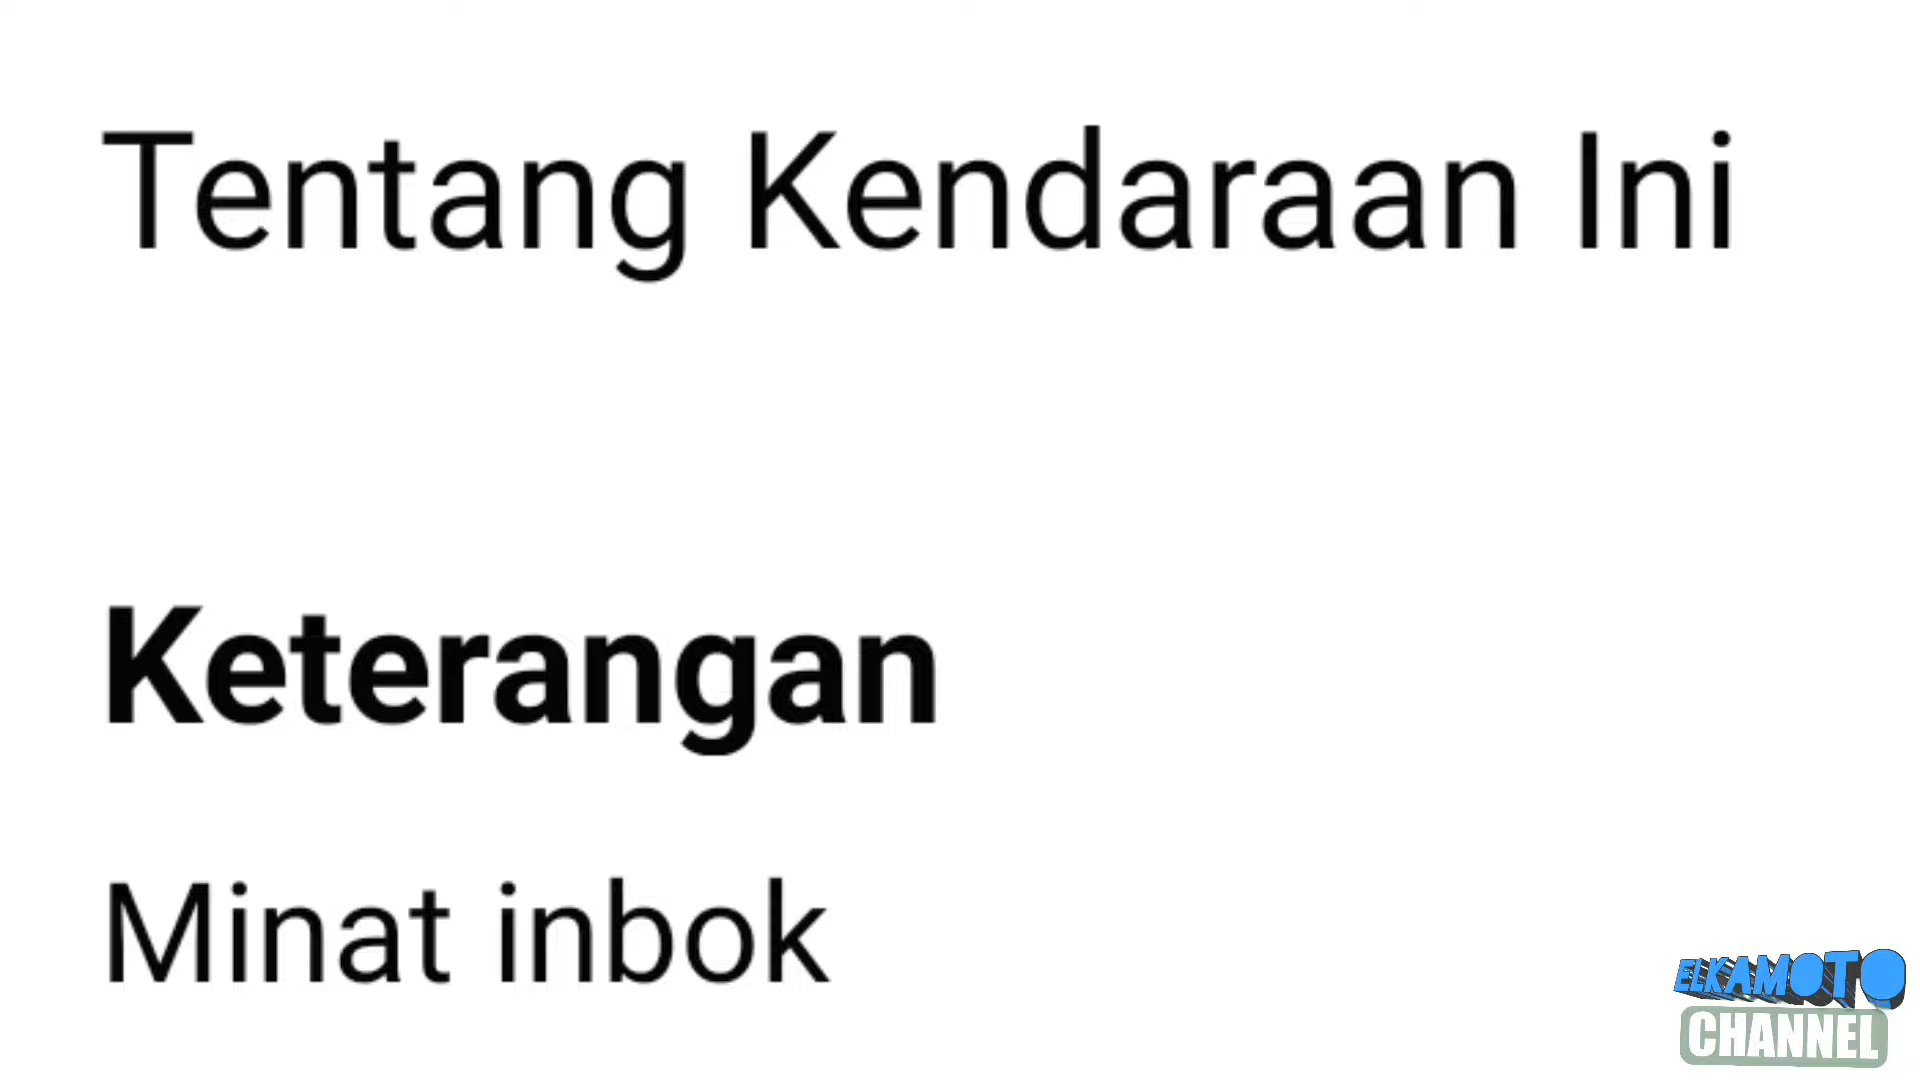 Tentang Kendaraan Ini
Keterangan
Minat inbok
ELKAMOTO
CHANNEL